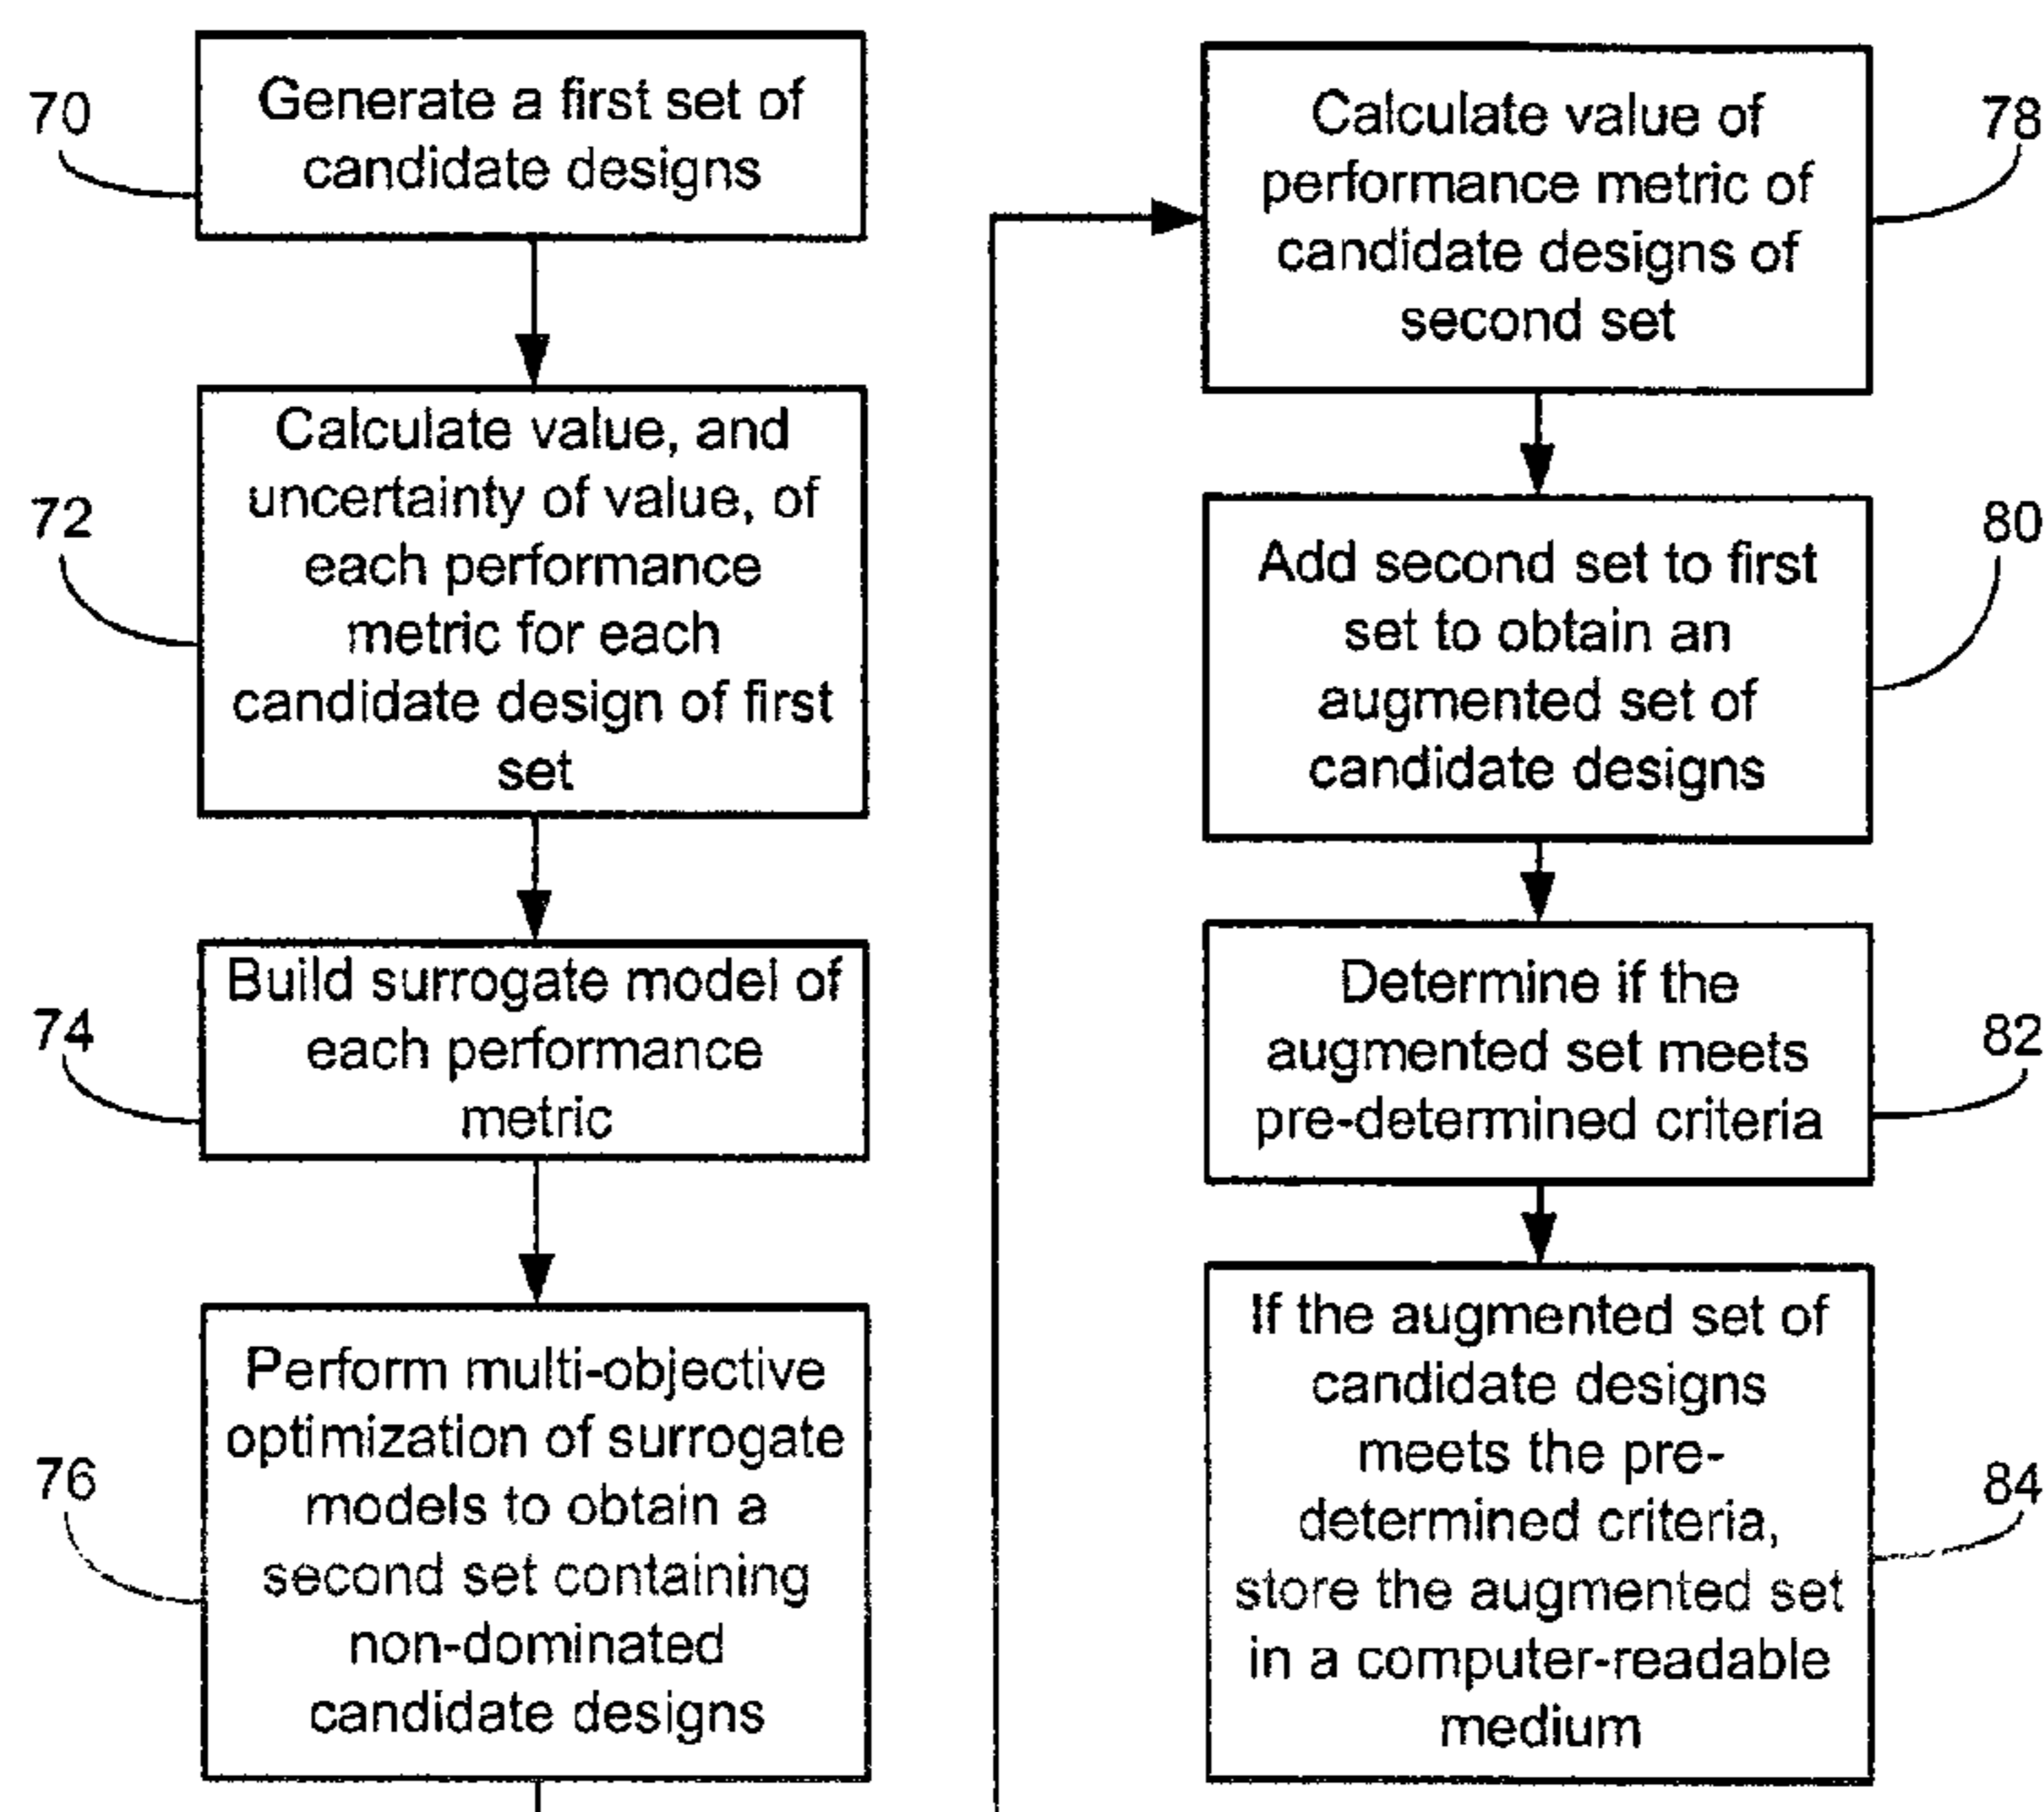 70
Generate a first set of
candidate designs
72
Calculate value, and
uncertainty of value, of
each performance
metric for each
candidate design of first
set
74
Build surrogate model of
each performance
metric
76
Perform multi-objective
optimization of surrogate
models to obtain a
second set containing
non-dominated
candidate designs
78
Calculate value of
performance metric of
candidate designs of
second set
80
Add second set to first
set to obtain an
augmented set of
candidate designs
82
Determine if the
augmented set meets
pre-determined criteria
84
If the augmented set of
candidate designs
meets the pre-
determined criteria,
store the augmented set
in a computer-readable
medium